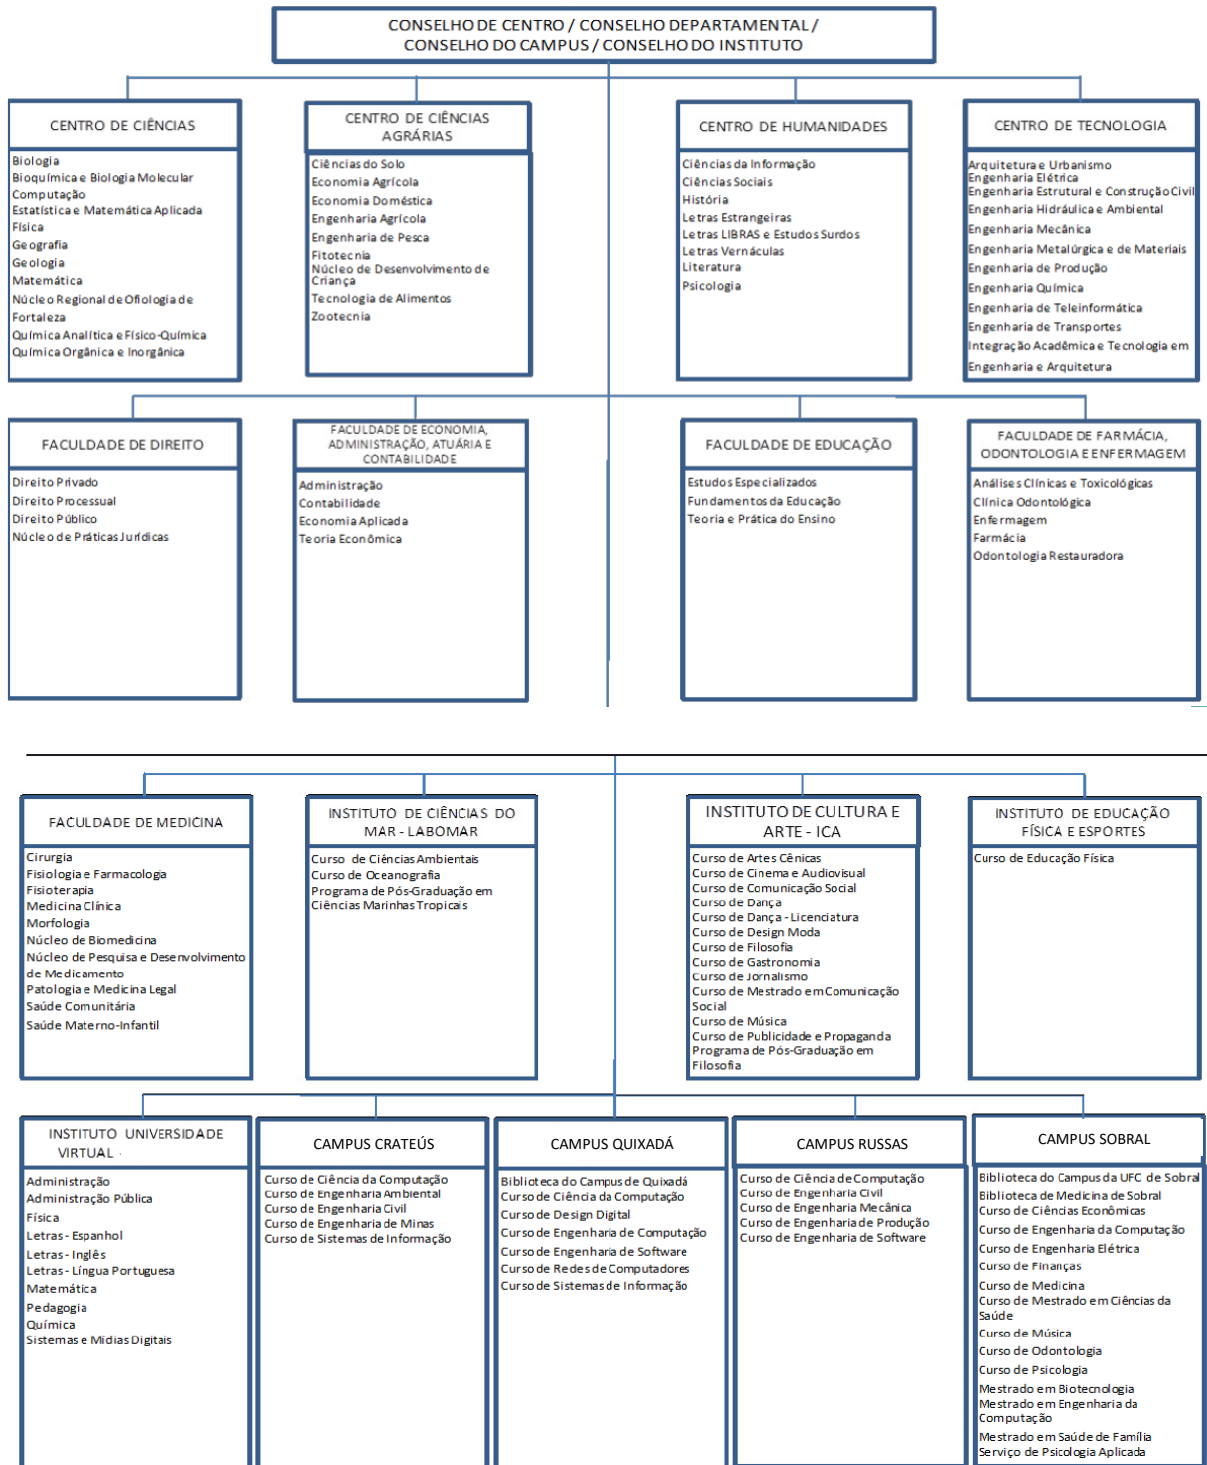 CONSELHO DE CENTRO / CONSELHO DEPARTAMENTAL /
CONSELHO DO CAMPUS / CONSELHO DO INSTITUTO
CENTRO DE CIÊNCIAS
Biologia
Bioquímica e Biologia Molecular
Computação
Estatística e Matemática Aplicada
Física
Geografia
Geologia
Matemática
Núcleo Regional de Ofiologia de
Fortaleza
Química Analítica e Físico-Química
Química Orgânica e Inorgânica
CENTRO DE CIÊNCIAS
AGRÁRIAS
Ciências do Solo
Economia Agrícola
Economia Doméstica
Engenharia Agrícola
Engenharia de Pesca
Fitotecnia
Núcleo de Desenvolvimento de
Criança
Tecnologia de Alimentos
Zootecnia
CENTRO DE HUMANIDADES
Ciências da Informação
Ciências Sociais
História
Letras Estrangeiras
Letras LIBRAS e Estudos Surdos
Letras Vernáculas
Literatura
Psicologia
CENTRO DE TECNOLOGIA
Arquitetura e Urbanismo
Engenharia Elétrica
Engenharia Estrutural e Construção Civil
Engenharia Hidráulica e Ambiental
Engenharia Mecânica
Engenharia Metalúrgica e de Materiais
Engenharia de Produção
Engenharia Química
Engenharia de Teleinformática
Engenharia de Transportes
Integração Acadêmica e Tecnologia em
Engenharia e Arquitetura
FACULDADE DE DIREITO
Direito Privado
Direito Processual
Direito Público
Núcleo de Práticas Jurídicas
FACULDADE DE ECONOMIA,
ADMINISTRAÇÃO, ATUÁRIA E
CONTABILIDADE
Administração
Contabilidade
Economia Aplicada
Teoria Econômica
FACULDADE DE EDUCAÇÃO
Estudos Especializados
Fundamentos da Educação
Teoria e Prática do Ensino
FACULDADE DE FARMÁCIA,
ODONTOLOGIA E ENFERMAGEM
Análises Clínicas e Toxicológicas
Clínica Odontológica
Enfermagem
Farmácia
Odontologia Restauradora
FACULDADE DE MEDICINA
Cirurgia
Fisiologia e Farmacologia
Fisioterapia
Medicina Clínica
Morfologia
Núcleo de Biomedicina
Núcleo de Pesquisa e Desenvolvimento
de Medicamento
Patologia e Medicina Legal
Saúde Comunitária
Saúde Materno-Infantil
INSTITUTO DE CIÊNCIAS DO
MAR - LABOMAR
Curso de Ciências Ambientais
Curso de Oceanografia
Programa de Pós-Graduação em
Ciências Marinhas Tropicais
INSTITUTO DE CULTURA E
ARTE - ICA
Curso de Artes Cênicas
Curso de Cinema e Audiovisual
Curso de Comunicação Social
Curso de Dança
Curso de Dança - Licenciatura
Curso de Design Moda
Curso de Filosofia
Curso de Gastronomia
Curso de Jornalismo
Curso de Mestrado em Comunicação
Social
Curso de Música
Curso de Publicidade e Propaganda
Programa de Pós-Graduação em
Filosofia
INSTITUTO DE EDUCAÇÃO
FÍSICA E ESPORTES
Curso de Educação Física
INSTITUTO UNIVERSIDADE
VIRTUAL -
Administração
Administração Pública
Física
Letras - Espanhol
Letras - Inglês
Letras - Língua Portuguesa
Matemática
Pedagogia
Química
Sistemas e Mídias Digitais
CAMPUS CRATEÚS
Curso de Ciência da Computação
Curso de Engenharia Ambiental
Curso de Engenharia Civil
Curso de Engenharia de Minas
Curso de Sistemas de Informação
CAMPUS QUIXADÁ
Biblioteca do Campus de Quixadá
Curso de Ciência da Computação
Curso de Design Digital
Curso de Engenharia de Computação
Curso de Engenharia de Software
Curso de Redes de Computadores
Curso de Sistemas de Informação
CAMPUS RUSSAS
Curso de Ciência de Computação
Curso de Engenharia Civil
Curso de Engenharia Mecânica
Curso de Engenharia de Produção
Curso de Engenharia de Software
CAMPUS SOBRAL
Biblioteca do Campus da UFC de Sobral
Biblioteca de Medicina de Sobral
Curso de Ciências Econômicas
Curso de Engenharia da Computação
Curso de Engenharia Elétrica
Curso de Finanças
Curso de Medicina
Curso de Mestrado em Ciências da
Saúde
Curso de Música
Curso de Odontologia
Curso de Psicologia
Mestrado em Biotecnologia
Mestrado em Engenharia da
Computação
Mestrado em Saúde de Família
Serviço de Psicologia Aplicada